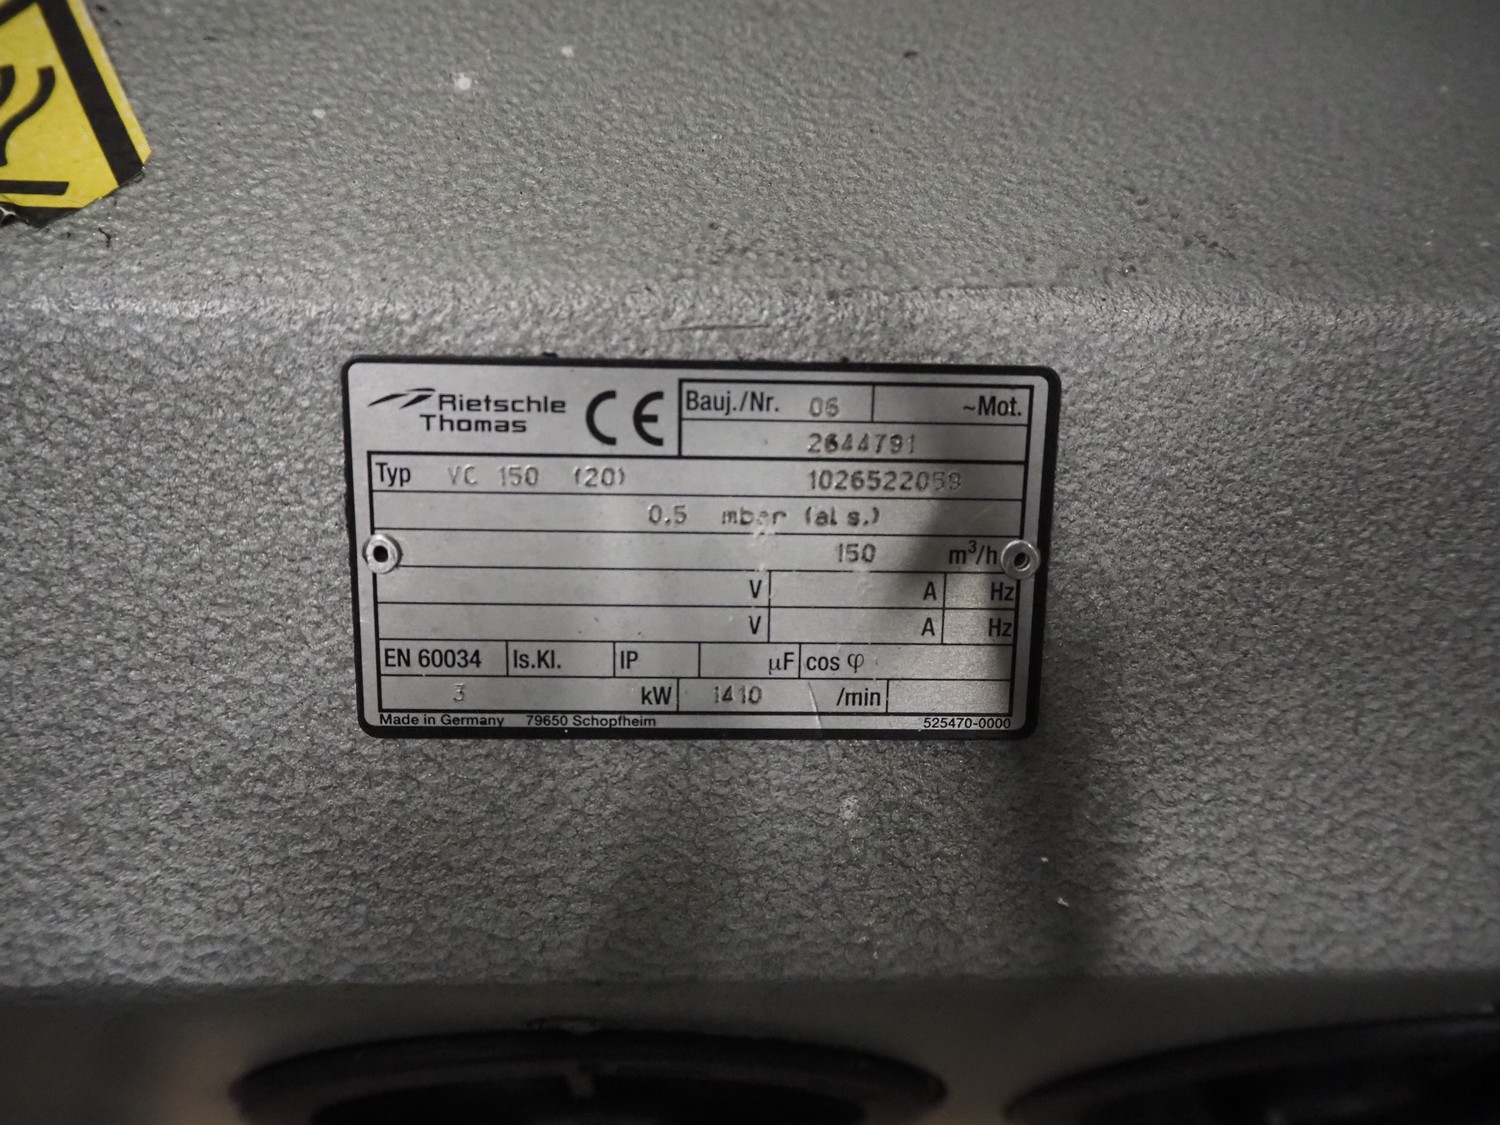 Rietschle
Thomas
CE
Bauj./Nr. 06 ~Mot.
2644791
Typ VC 150 (20) 1026522058
0.5 mbar (al s.)
150 m³/h
V A Hz
V A Hz
EN 60034 Is.Kl. IP µF cos φ
3 kW 1410 /min
Made in Germany 79650 Schopfheim 525470-0000